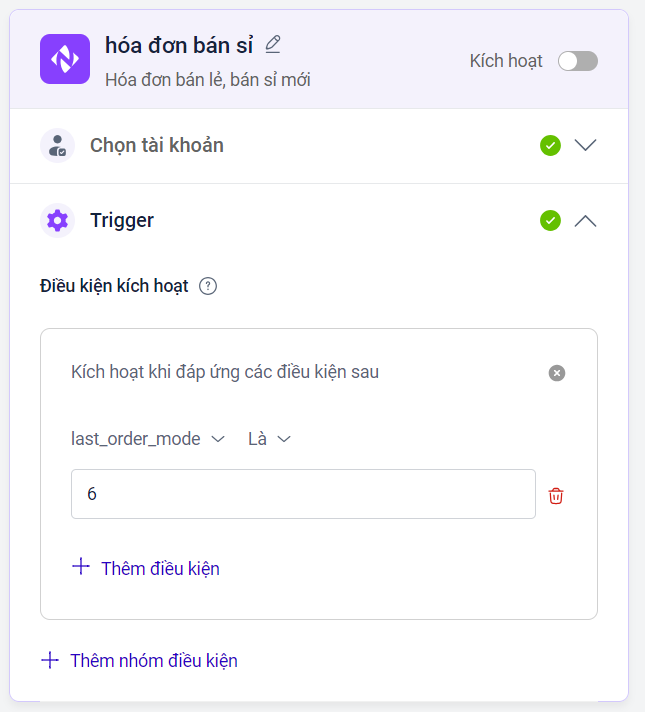 hóa đơn bán sỉ
Hóa đơn bán lẻ, bán sỉ mới
Kích hoạt
Chọn tài khoản
Trigger
Điều kiện kích hoạt ?
Kích hoạt khi đáp ứng các điều kiện sau
last_order_mode Là
6
Thêm điều kiện
Thêm nhóm điều kiện